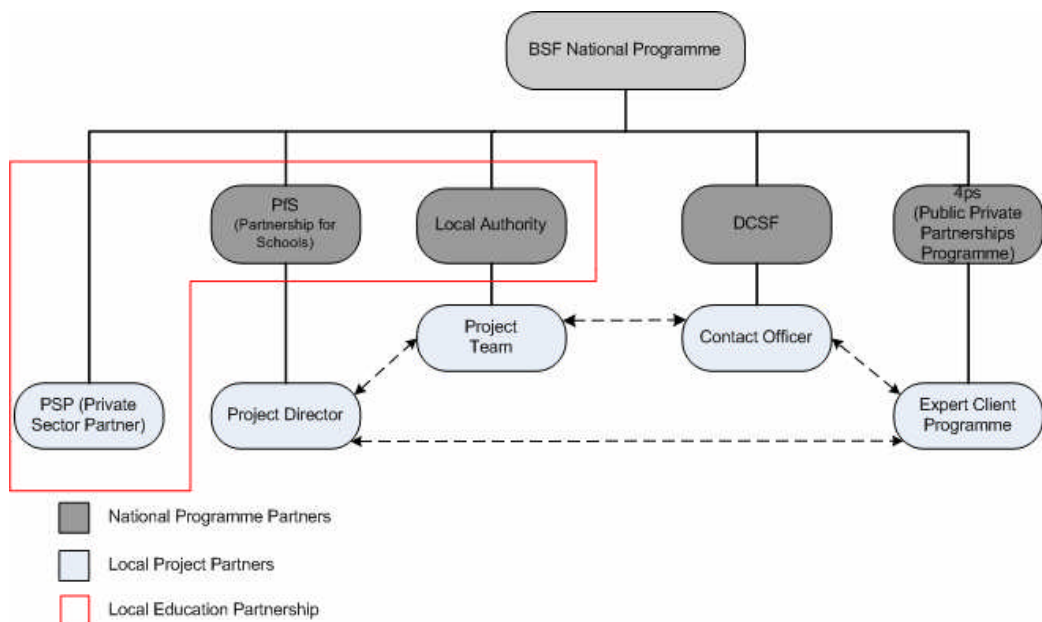 BSF National Programme
PfS
(Partnership for
Schools)
Local Authority
DCSF
4ps
(Public Private
Partnerships
Programme)
Project
Team
Contact Officer
PSP (Private
Sector Partner)
Project Director
Expert Client
Programme
National Programme Partners
Local Project Partners
Local Education Partnership